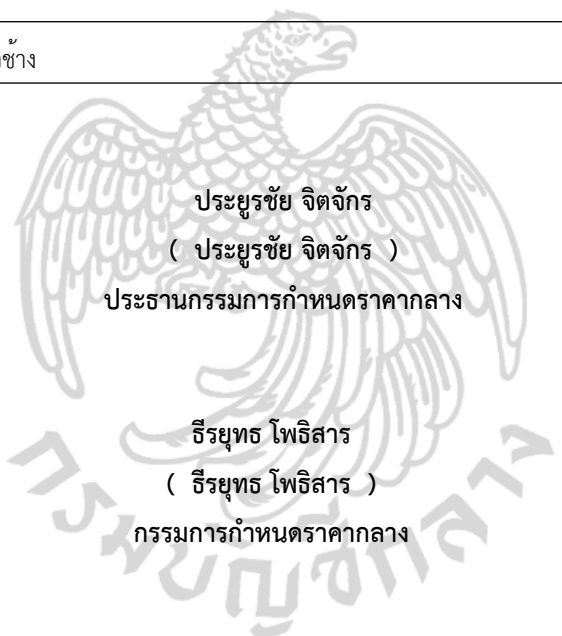 ช้าง
ประยูรชัย จิตจักร
( ประยูรชัย จิตจักร )
ประธานกรรมการกำหนดราคากลาง
ธีรยุทธ โพธิสาร
( ธีรยุทธ โพธิสาร )
กรรมการกำหนดราคากลาง
กรมบัญชีกลาง